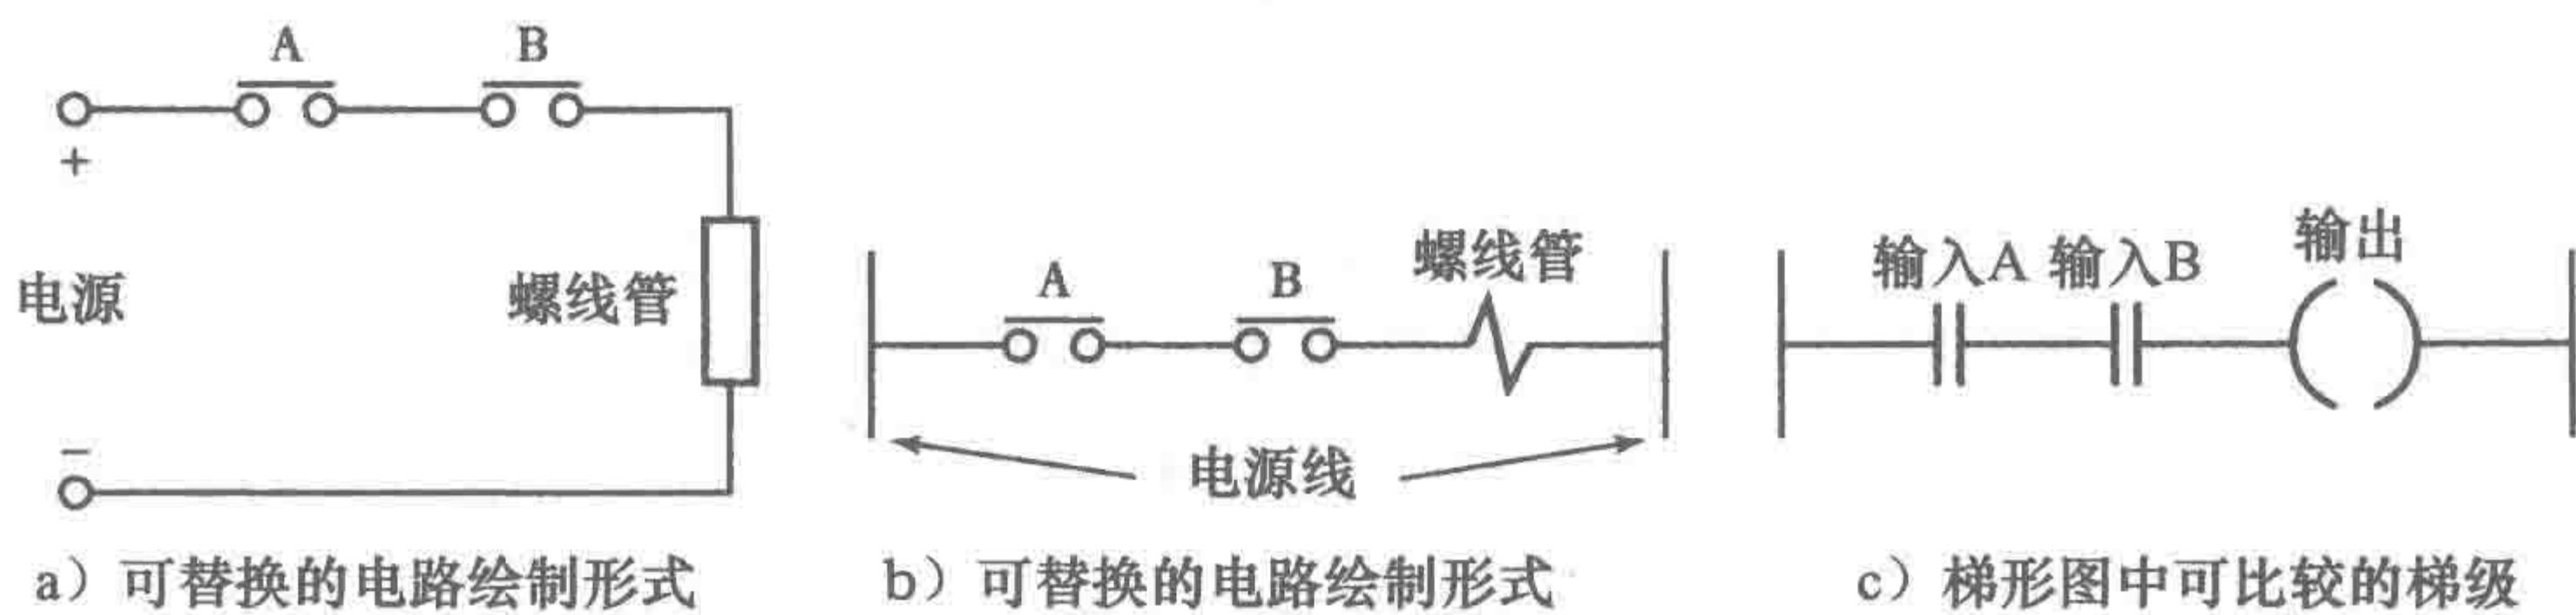 A B
+
电源 螺线管
−
a）可替换的电路绘制形式
A B 螺线管
电源线
b）可替换的电路绘制形式
输入A 输入B 输出
c）梯形图中可比较的梯级